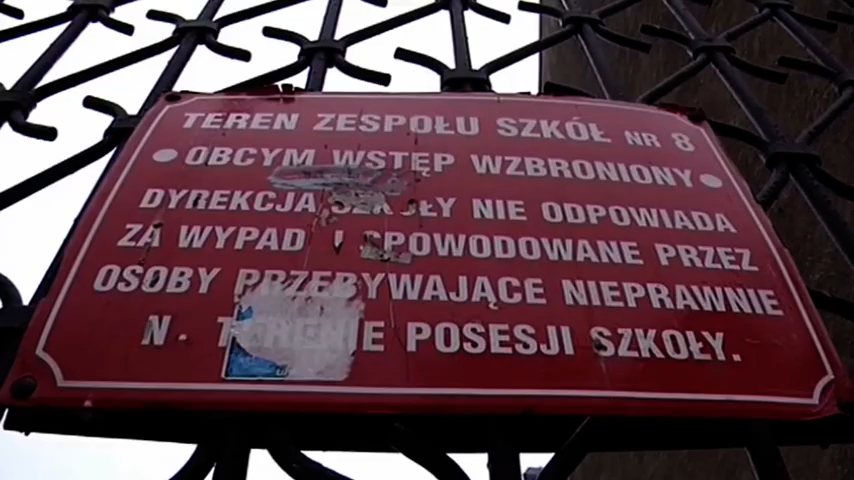 TEREN ZESPOŁU SZKÓŁ NR 8
OBCYM WSTĘP WZBRONIONY
DYREKCJA SZKOŁY NIE ODPOWIADA
ZA WYPADKI SPOWODOWANE PRZEZ
OSOBY PRZEBYWAJĄCE NIEPRAWNIE
N. TERENIE POSESJI SZKOŁY.